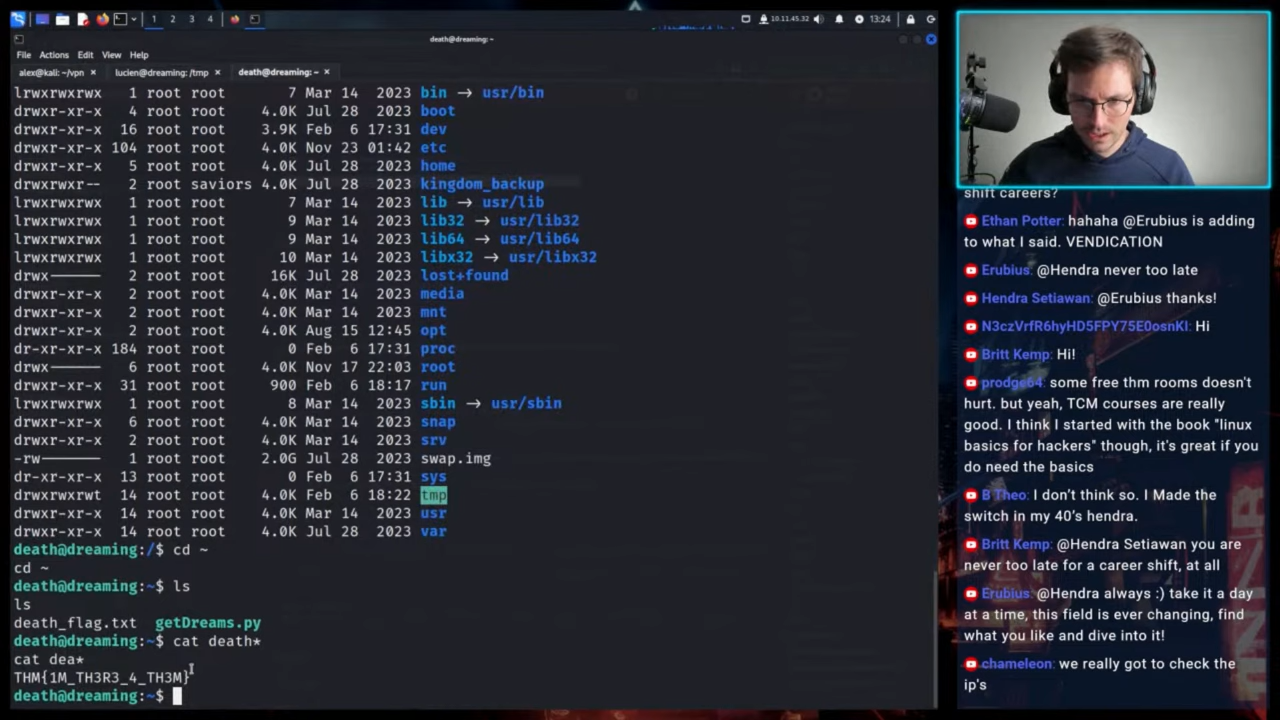 1 2 3 4
10.11.45.32 13:24
death@dreaming: ~
File Actions Edit View Help
alex@kali: ~/vpn × lucien@dreaming: /tmp × death@dreaming: ~ ×
lrwxrwxrwx 1 root root 7 Mar 14 2023 bin → usr/bin
drwxr-xr-x 4 root root 4.0K Jul 28 2023 boot
drwxr-xr-x 16 root root 3.9K Feb 6 17:31 dev
drwxr-xr-x 104 root root 4.0K Nov 23 01:42 etc
drwxr-xr-x 5 root root 4.0K Jul 28 2023 home
drwxrwxr-- 2 root saviors 4.0K Jul 28 2023 kingdom_backup
lrwxrwxrwx 1 root root 7 Mar 14 2023 lib → usr/lib
lrwxrwxrwx 1 root root 9 Mar 14 2023 lib32 → usr/lib32
lrwxrwxrwx 1 root root 9 Mar 14 2023 lib64 → usr/lib64
lrwxrwxrwx 1 root root 10 Mar 14 2023 libx32 → usr/libx32
drwx------ 2 root root 16K Jul 28 2023 lost+found
drwxr-xr-x 2 root root 4.0K Mar 14 2023 media
drwxr-xr-x 2 root root 4.0K Mar 14 2023 mnt
drwxr-xr-x 2 root root 4.0K Aug 15 12:45 opt
dr-xr-xr-x 184 root root 0 Feb 6 17:31 proc
drwx------ 6 root root 4.0K Nov 17 22:03 root
drwxr-xr-x 31 root root 900 Feb 6 18:17 run
lrwxrwxrwx 1 root root 8 Mar 14 2023 sbin → usr/sbin
drwxr-xr-x 6 root root 4.0K Jul 28 2023 snap
drwxr-xr-x 2 root root 4.0K Mar 14 2023 srv
-rw------- 1 root root 2.0G Jul 28 2023 swap.img
dr-xr-xr-x 13 root root 0 Feb 6 17:31 sys
drwxrwxrwt 14 root root 4.0K Feb 6 18:22 tmp
drwxr-xr-x 14 root root 4.0K Mar 14 2023 usr
drwxr-xr-x 14 root root 4.0K Jul 28 2023 var
death@dreaming:/$ cd ~
cd ~
death@dreaming:~$ ls
ls
death_flag.txt getDreams.py
death@dreaming:~$ cat death*
cat dea*
THM{1M_TH3R3_4_TH3M}
death@dreaming:~$
shift careers?
Ethan Potter: hahaha @Erubius is adding
to what I said. VENDICATION
Erubius: @Hendra never too late
Hendra Setiawan: @Erubius thanks!
N3czVrfR6hyHD5FPY75E0osnKI: Hi
Britt Kemp: Hi!
prodge64: some free thm rooms doesn't
hurt. but yeah, TCM courses are really
good. I think I started with the book "linux
basics for hackers" though, it's great if you
do need the basics
B Theo: I don't think so. I Made the
switch in my 40's hendra.
Britt Kemp: @Hendra Setiawan you are
never too late for a career shift, at all
Erubius: @Hendra always :) take it a day
at a time, this field is ever changing, find
what you like and dive into it!
chameleon: we really got to check the
ip's